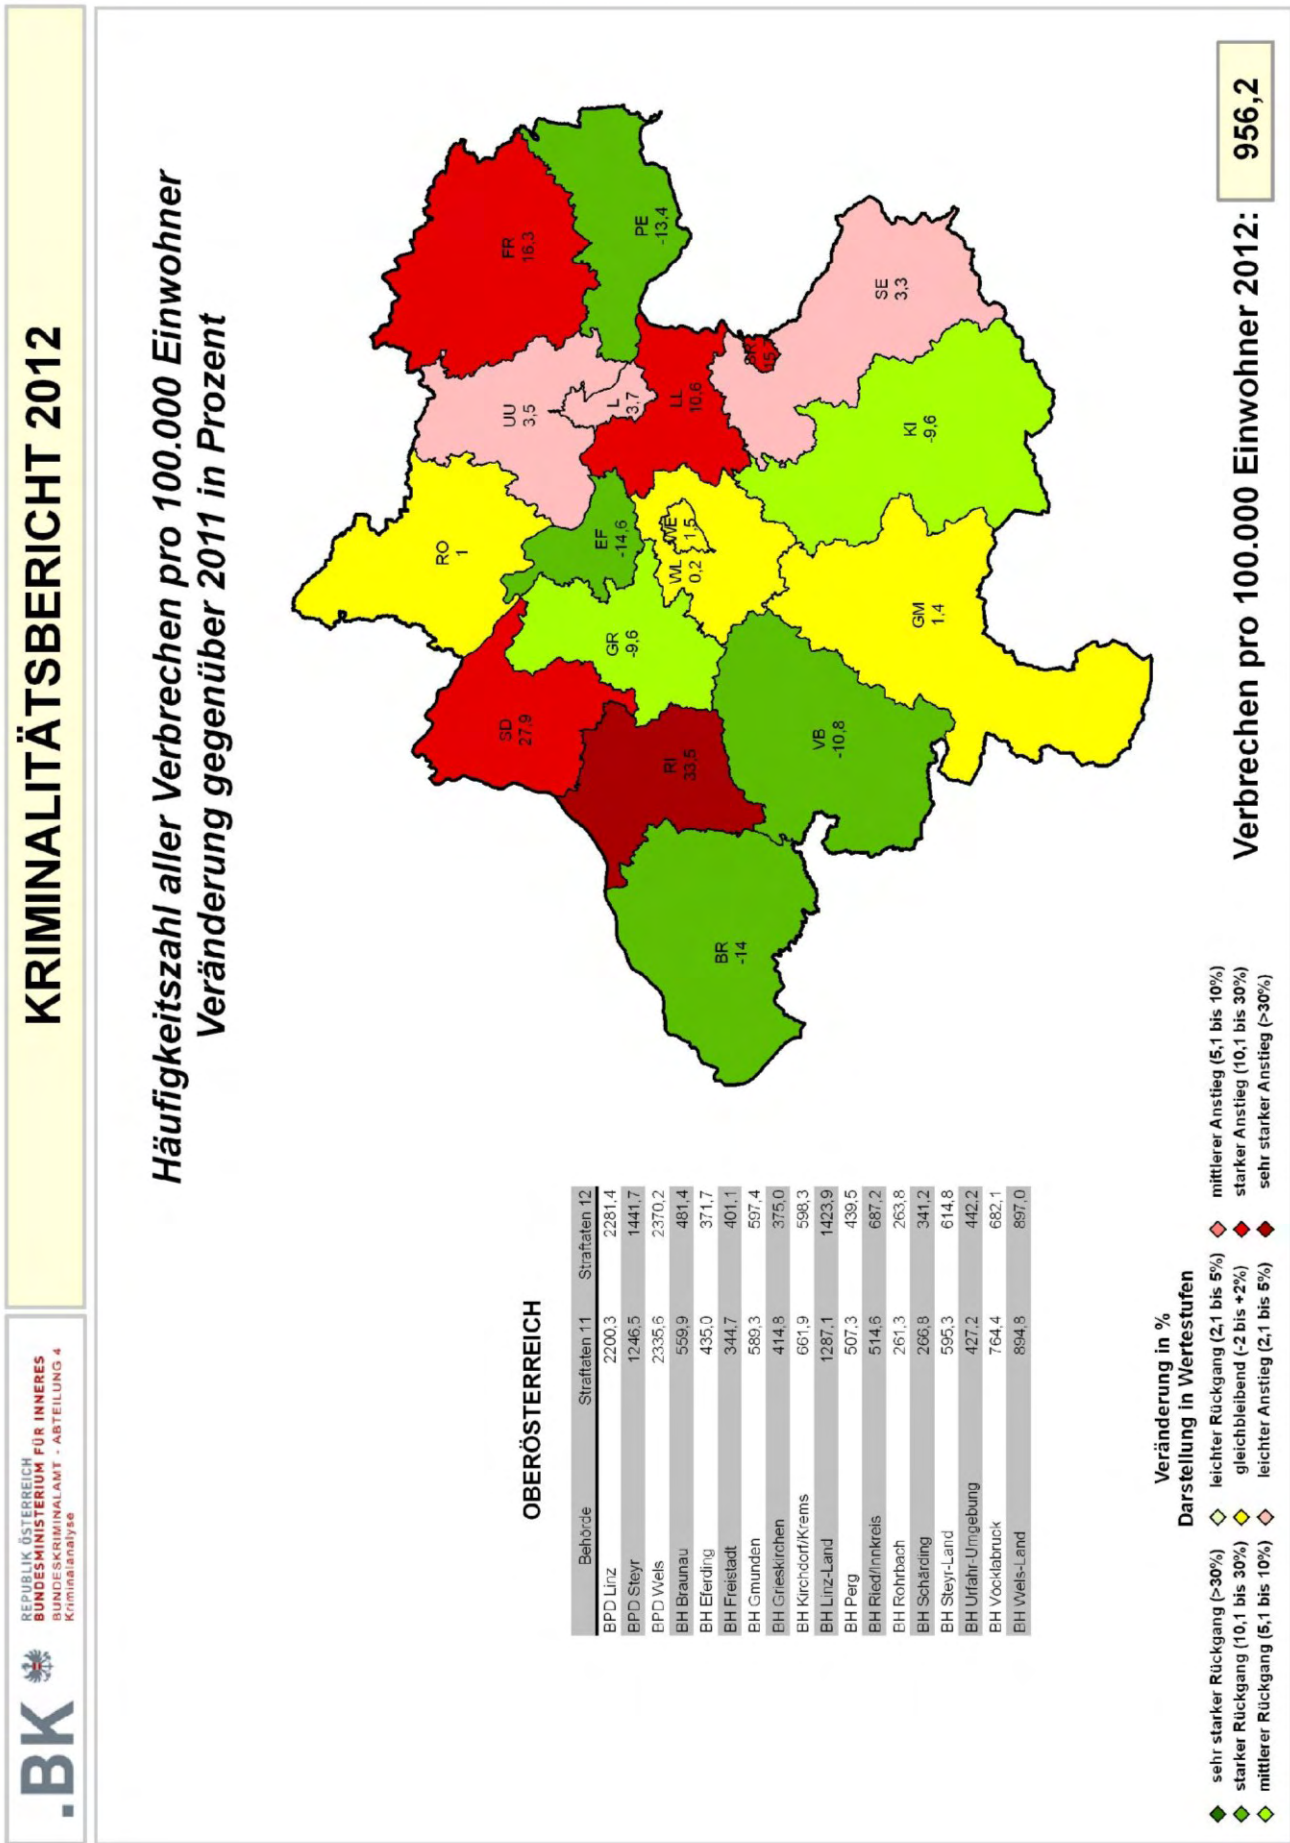 .BK
REPUBLIK ÖSTERREICH
BUNDESMINISTERIUM FÜR INNERES
BUNDESKRIMINALAMT - ABTEILUNG 4
Kriminalanalyse
KRIMINALITÄTSBERICHT 2012
Häufigkeitszahl aller Verbrechen pro 100.000 Einwohner
Veränderung gegenüber 2011 in Prozent
OBERÖSTERREICH
Behörde Straftaten 11 Straftaten 12
BPD Linz 2200,3 2281,4
BPD Steyr 1246,5 1441,7
BPD Wels 2335,6 2370,2
BH Braunau 559,9 481,4
BH Eferding 435,0 371,7
BH Freistadt 344,7 401,1
BH Gmunden 589,3 597,4
BH Grieskirchen 414,8 375,0
BH Kirchdorf/Krems 661,9 598,3
BH Linz-Land 1287,1 1423,9
BH Perg 507,3 439,5
BH Ried/Innkreis 514,6 687,2
BH Rohrbach 261,3 263,8
BH Schärding 266,8 341,2
BH Steyr-Land 595,3 614,8
BH Urfahr-Umgebung 427,2 442,2
BH Vöcklabruck 764,4 682,1
BH Wels-Land 894,8 897,0
RO
1
FR
16,3
UU
3,5
SD
27,9
L
3,7
PE
-13,4
EF
-14,6
GR
-9,6
LL
10,6
RI
33,5
WL
0,2
WE
1,5
SR
15,7
BR
-14
VB
-10,8
SE
3,3
KI
-9,6
GM
1,4
Veränderung in %
Darstellung in Wertestufen
sehr starker Rückgang (>30%)
starker Rückgang (10,1 bis 30%)
mittlerer Rückgang (5,1 bis 10%)
leichter Rückgang (2,1 bis 5%)
gleichbleibend (-2 bis +2%)
leichter Anstieg (2,1 bis 5%)
mittlerer Anstieg (5,1 bis 10%)
starker Anstieg (10,1 bis 30%)
sehr starker Anstieg (>30%)
Verbrechen pro 100.000 Einwohner 2012: 956,2